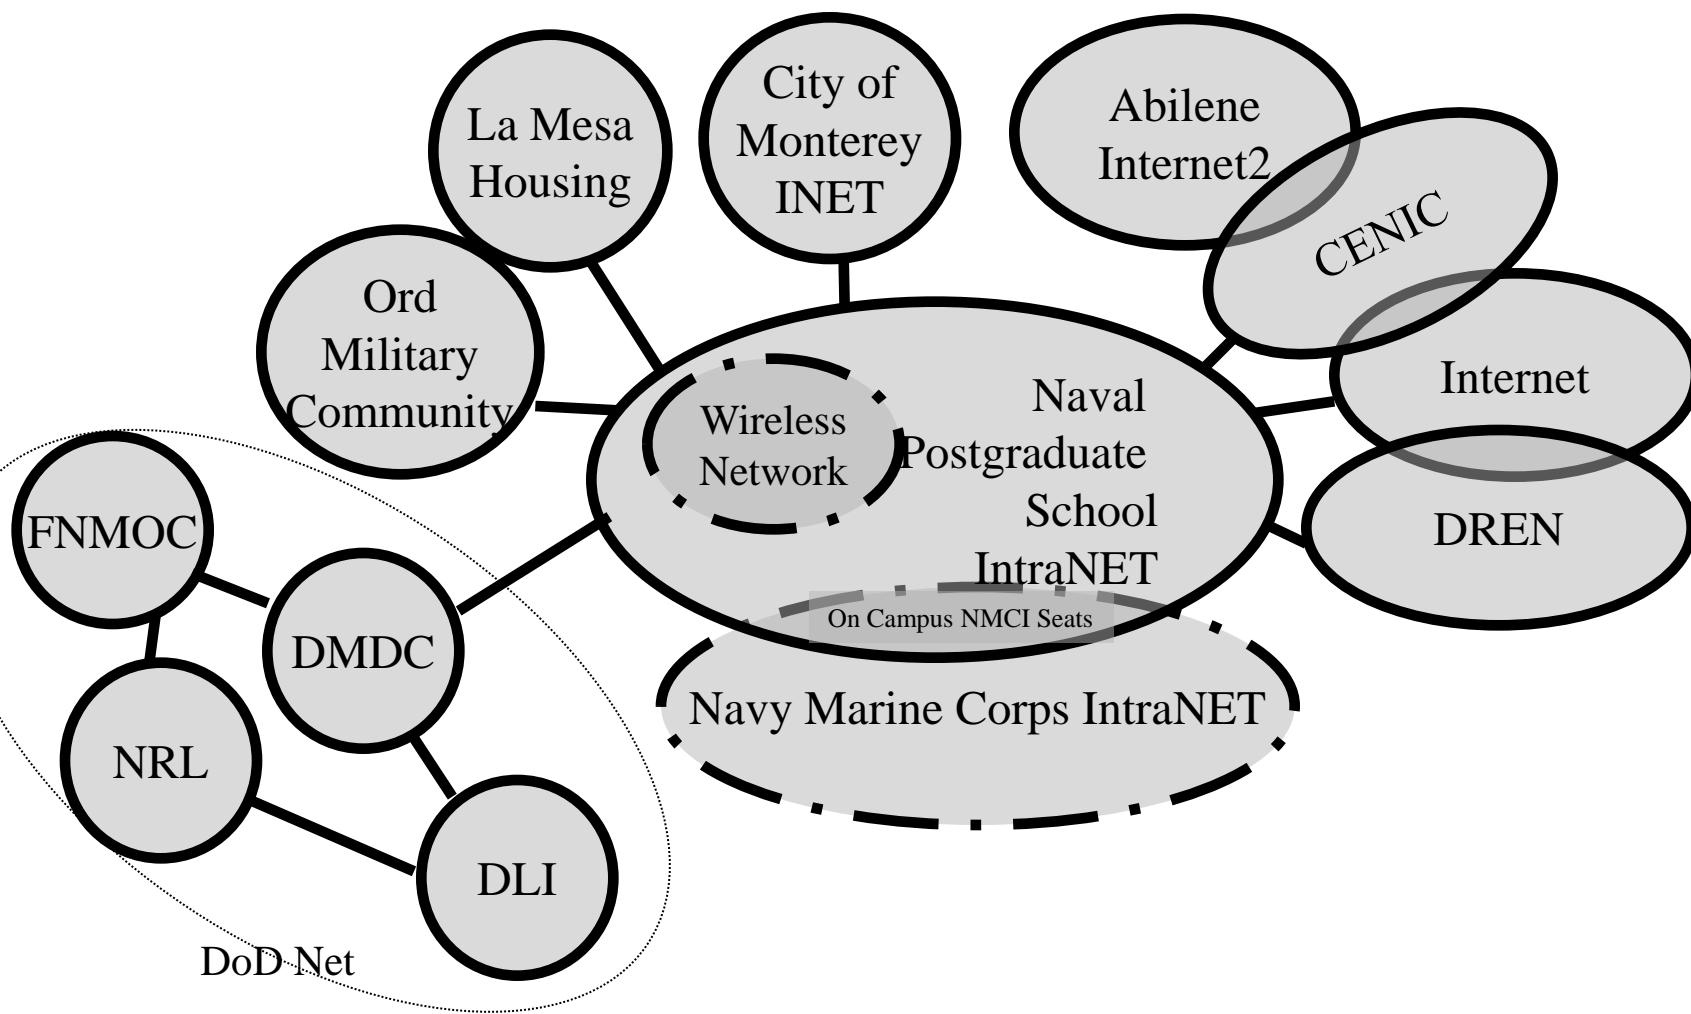 La Mesa
Housing
City of
Monterey
INET
Abilene
Internet2
CENIC
Ord
Military
Community
Internet
Wireless
Network
Naval
Postgraduate
School
IntraNET
FNMOC
DREN
DMDC
On Campus NMCI Seats
Navy Marine Corps IntraNET
NRL
DLI
DoD Net